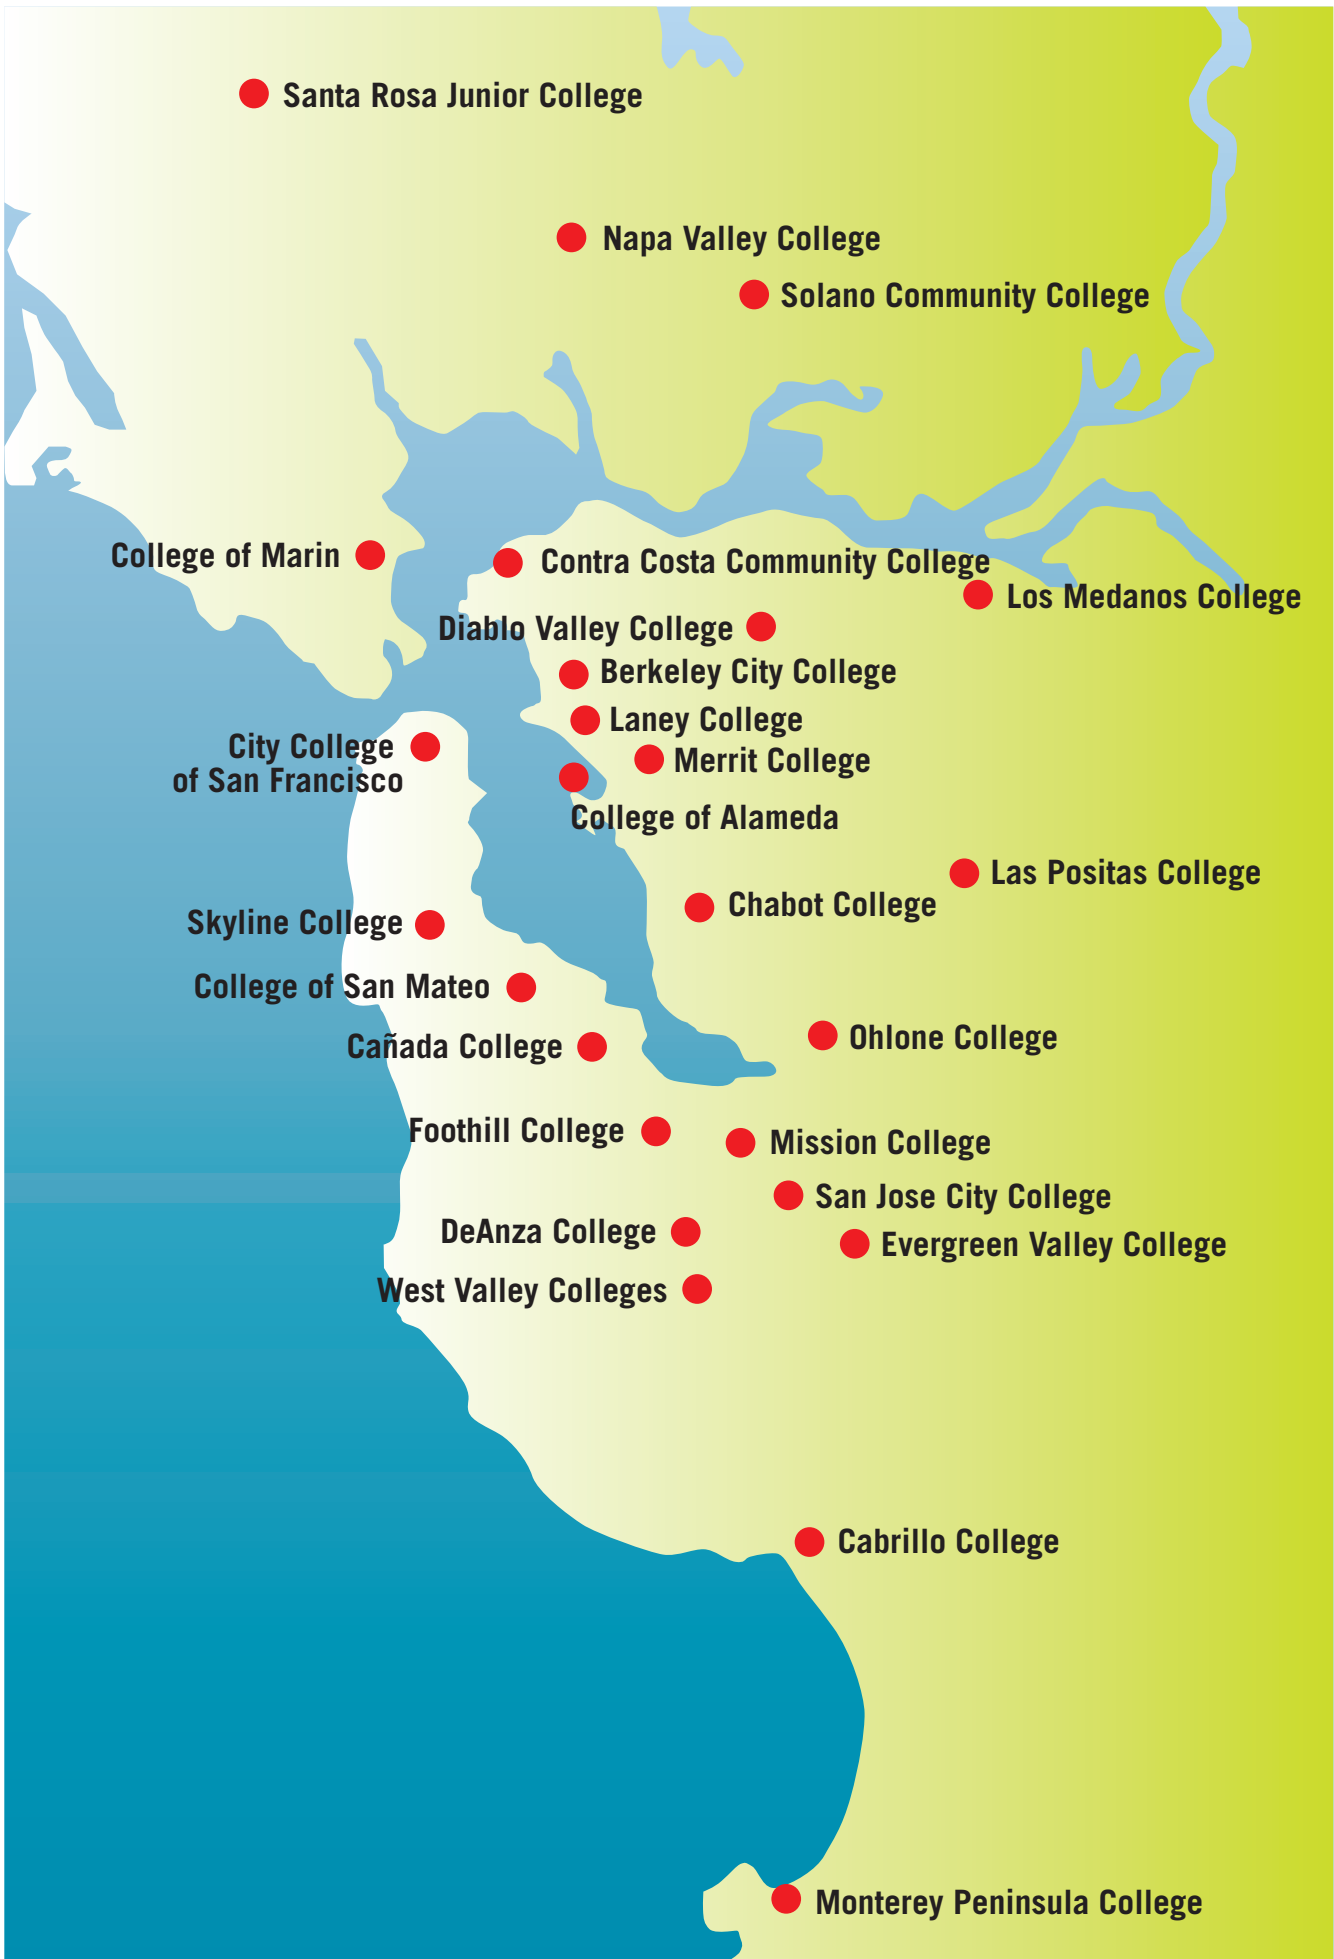 Santa Rosa Junior College
Napa Valley College
Solano Community College
College of Marin
Contra Costa Community College
Los Medanos College
Diablo Valley College
Berkeley City College
Laney College
City College
of San Francisco
Merrit College
College of Alameda
Las Positas College
Chabot College
Skyline College
College of San Mateo
Ohlone College
Cañada College
Foothill College
Mission College
San Jose City College
DeAnza College
Evergreen Valley College
West Valley Colleges
Cabrillo College
Monterey Peninsula College